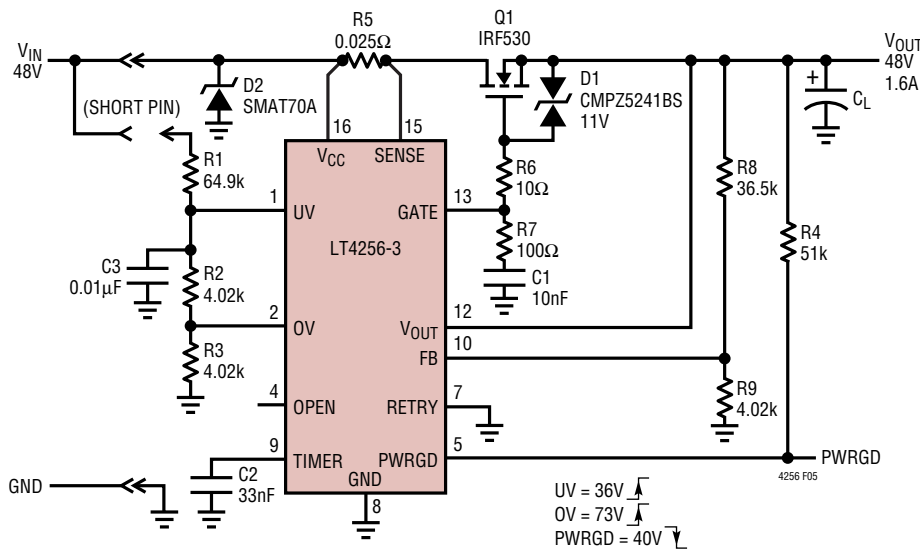 R5
0.025Ω
Q1
IRF530
VIN
48V
VOUT
48V
1.6A
(SHORT PIN)
D2
SMAT70A
D1
CMPZ5241BS
11V
+
CL
16
15
VCC
SENSE
R1
64.9k
R6
10Ω
R8
36.5k
1
UV
GATE
13
R7
100Ω
R4
51k
LT4256-3
C3
0.01µF
R2
4.02k
C1
10nF
2
OV
VOUT
12
FB
10
R3
4.02k
R9
4.02k
4
OPEN
RETRY
7
9
TIMER
PWRGD
5
PWRGD
4256 F05
GND
C2
33nF
GND
8
UV = 36V
OV = 73V
PWRGD = 40V